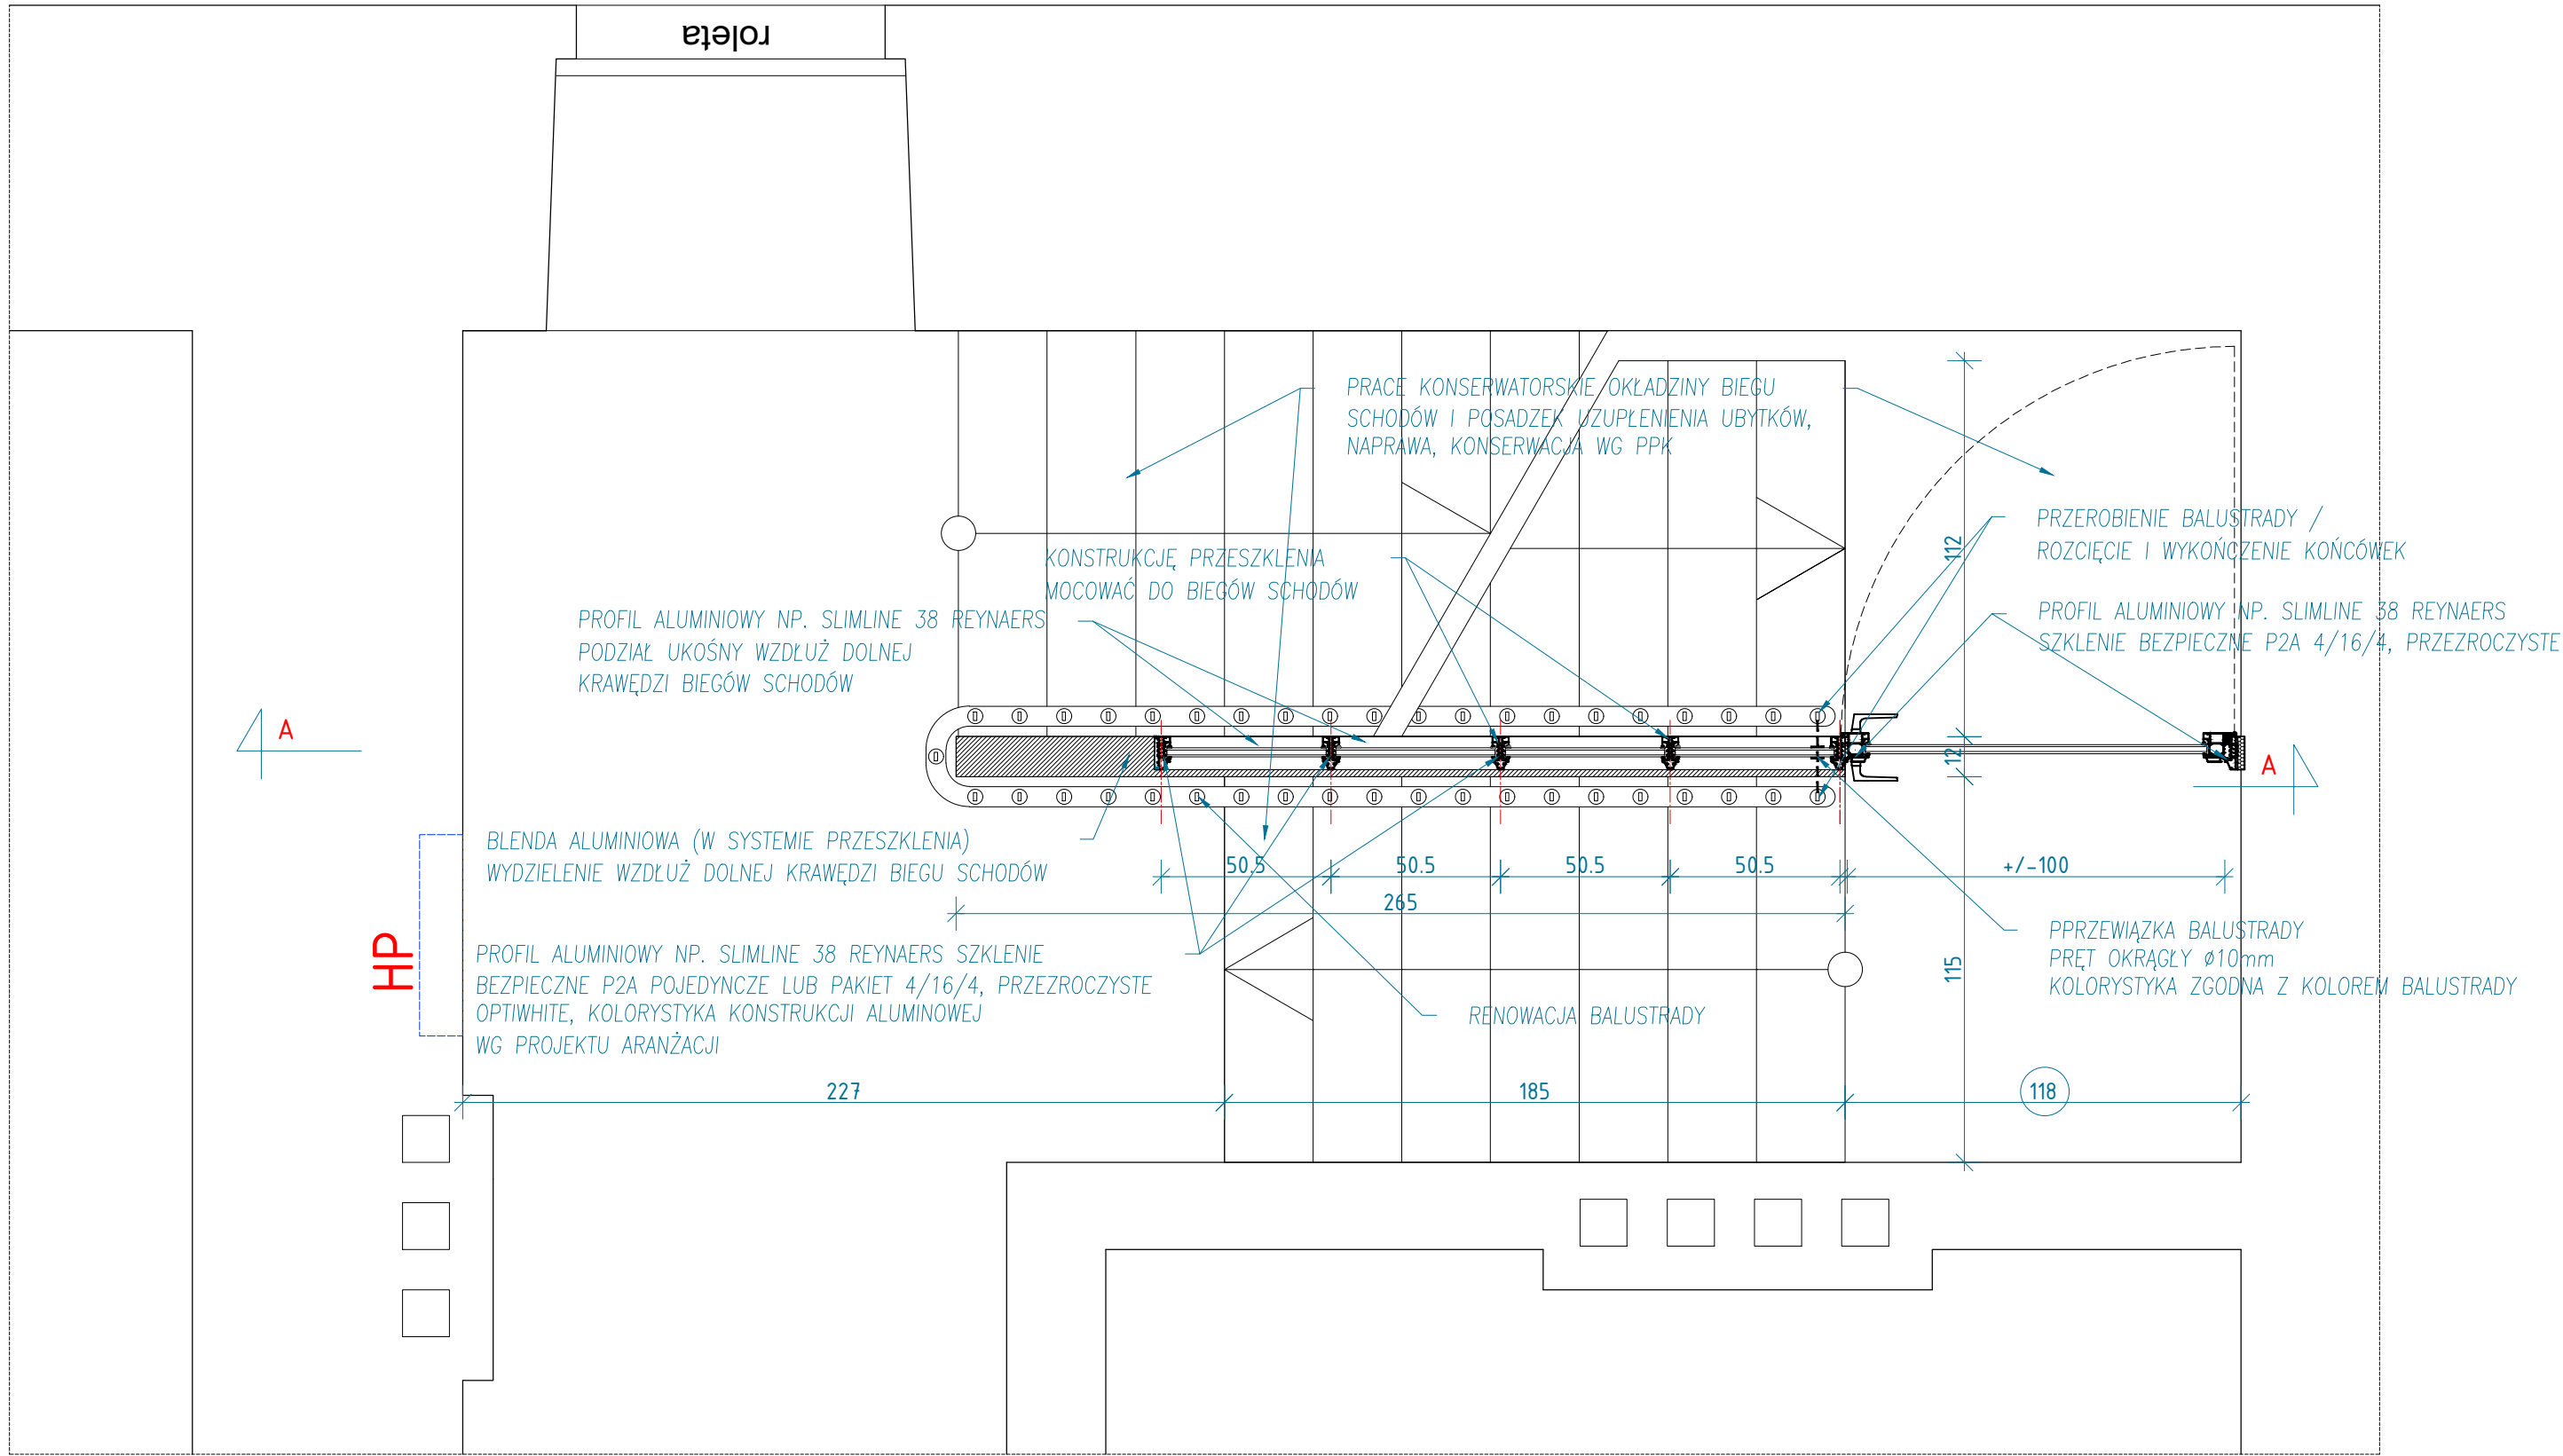 roleta
PRACE KONSERWATORSKIE OKŁADZINY BIEGU
SCHODÓW I POSADZEK UZUPŁENIENIA UBYTKÓW,
NAPRAWA, KONSERWACJA WG PPK
PRZEROBIENIE BALUSTRADY /
ROZCIĘCIE I WYKOŃCZENIE KOŃCÓWEK
112
KONSTRUKCJĘ PRZESZKLENIA
MOCOWAĆ DO BIEGÓW SCHODÓW
PROFIL ALUMINIOWY NP. SLIMLINE 38 REYNAERS
PODZIAŁ UKOŚNY WZDŁUŻ DOLNEJ
KRAWĘDZI BIEGÓW SCHODÓW
PROFIL ALUMINIOWY NP. SLIMLINE 38 REYNAERS
SZKLENIE BEZPIECZNE P2A 4/16/4, PRZEZROCZYSTE
A
12
A
BLENDA ALUMINIOWA (W SYSTEMIE PRZESZKLENIA)
WYDZIELENIE WZDŁUŻ DOLNEJ KRAWĘDZI BIEGU SCHODÓW
50.5
50.5
50.5
50.5
+/-100
265
HP
PROFIL ALUMINIOWY NP. SLIMLINE 38 REYNAERS SZKLENIE
BEZPIECZNE P2A POJEDYNCZE LUB PAKIET 4/16/4, PRZEZROCZYSTE
OPTIWHITE, KOLORYSTYKA KONSTRUKCJI ALUMINOWEJ
WG PROJEKTU ARANŻACJI
RENOWACJA BALUSTRADY
115
PPRZEWIĄZKA BALUSTRADY
PRĘT OKRĄGŁY ø10mm
KOLORYSTYKA ZGODNA Z KOLOREM BALUSTRADY
227
185
118